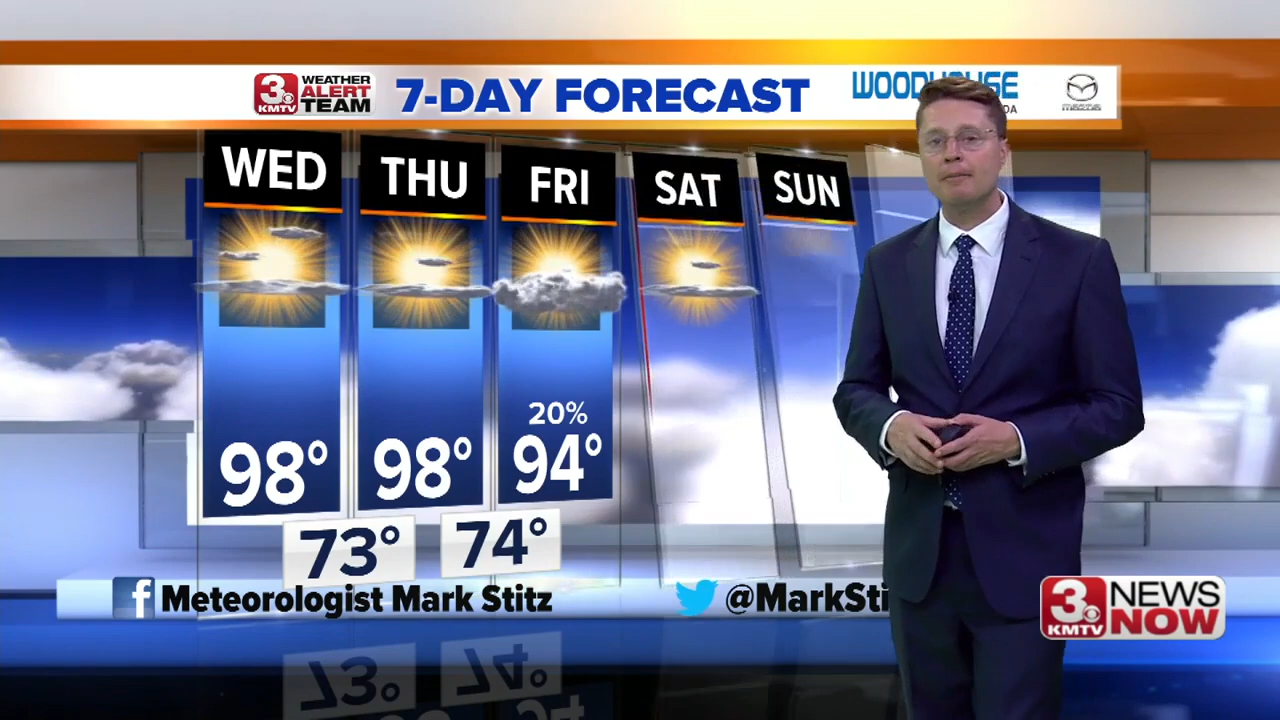 3 KMTV WEATHER ALERT TEAM 7-DAY FORECAST
mazda
WED THU FRI SAT SUN
20%
98° 98° 94°
73° 74°
Meteorologist Mark Stitz
3 KMTV NEWS NOW